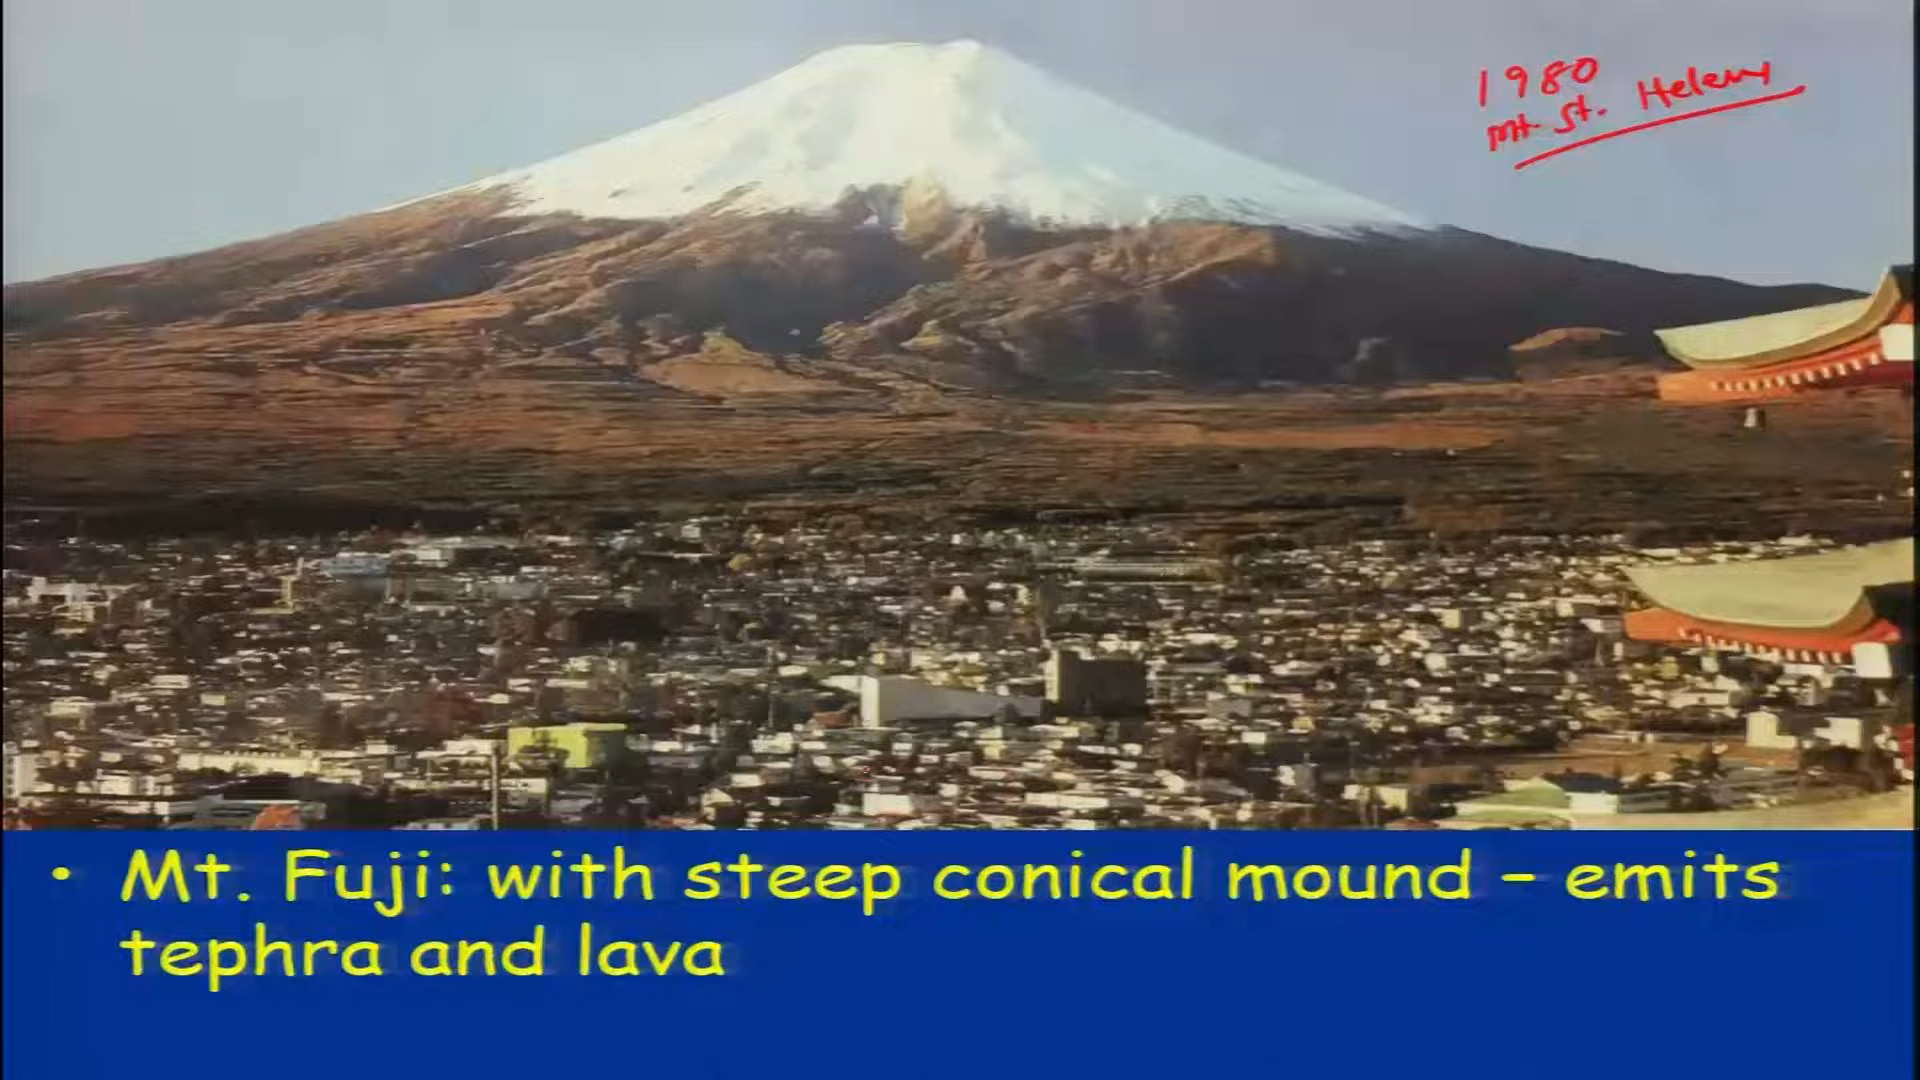 1980
Mt. St. Helens
• Mt. Fuji: with steep conical mound – emits
tephra and lava